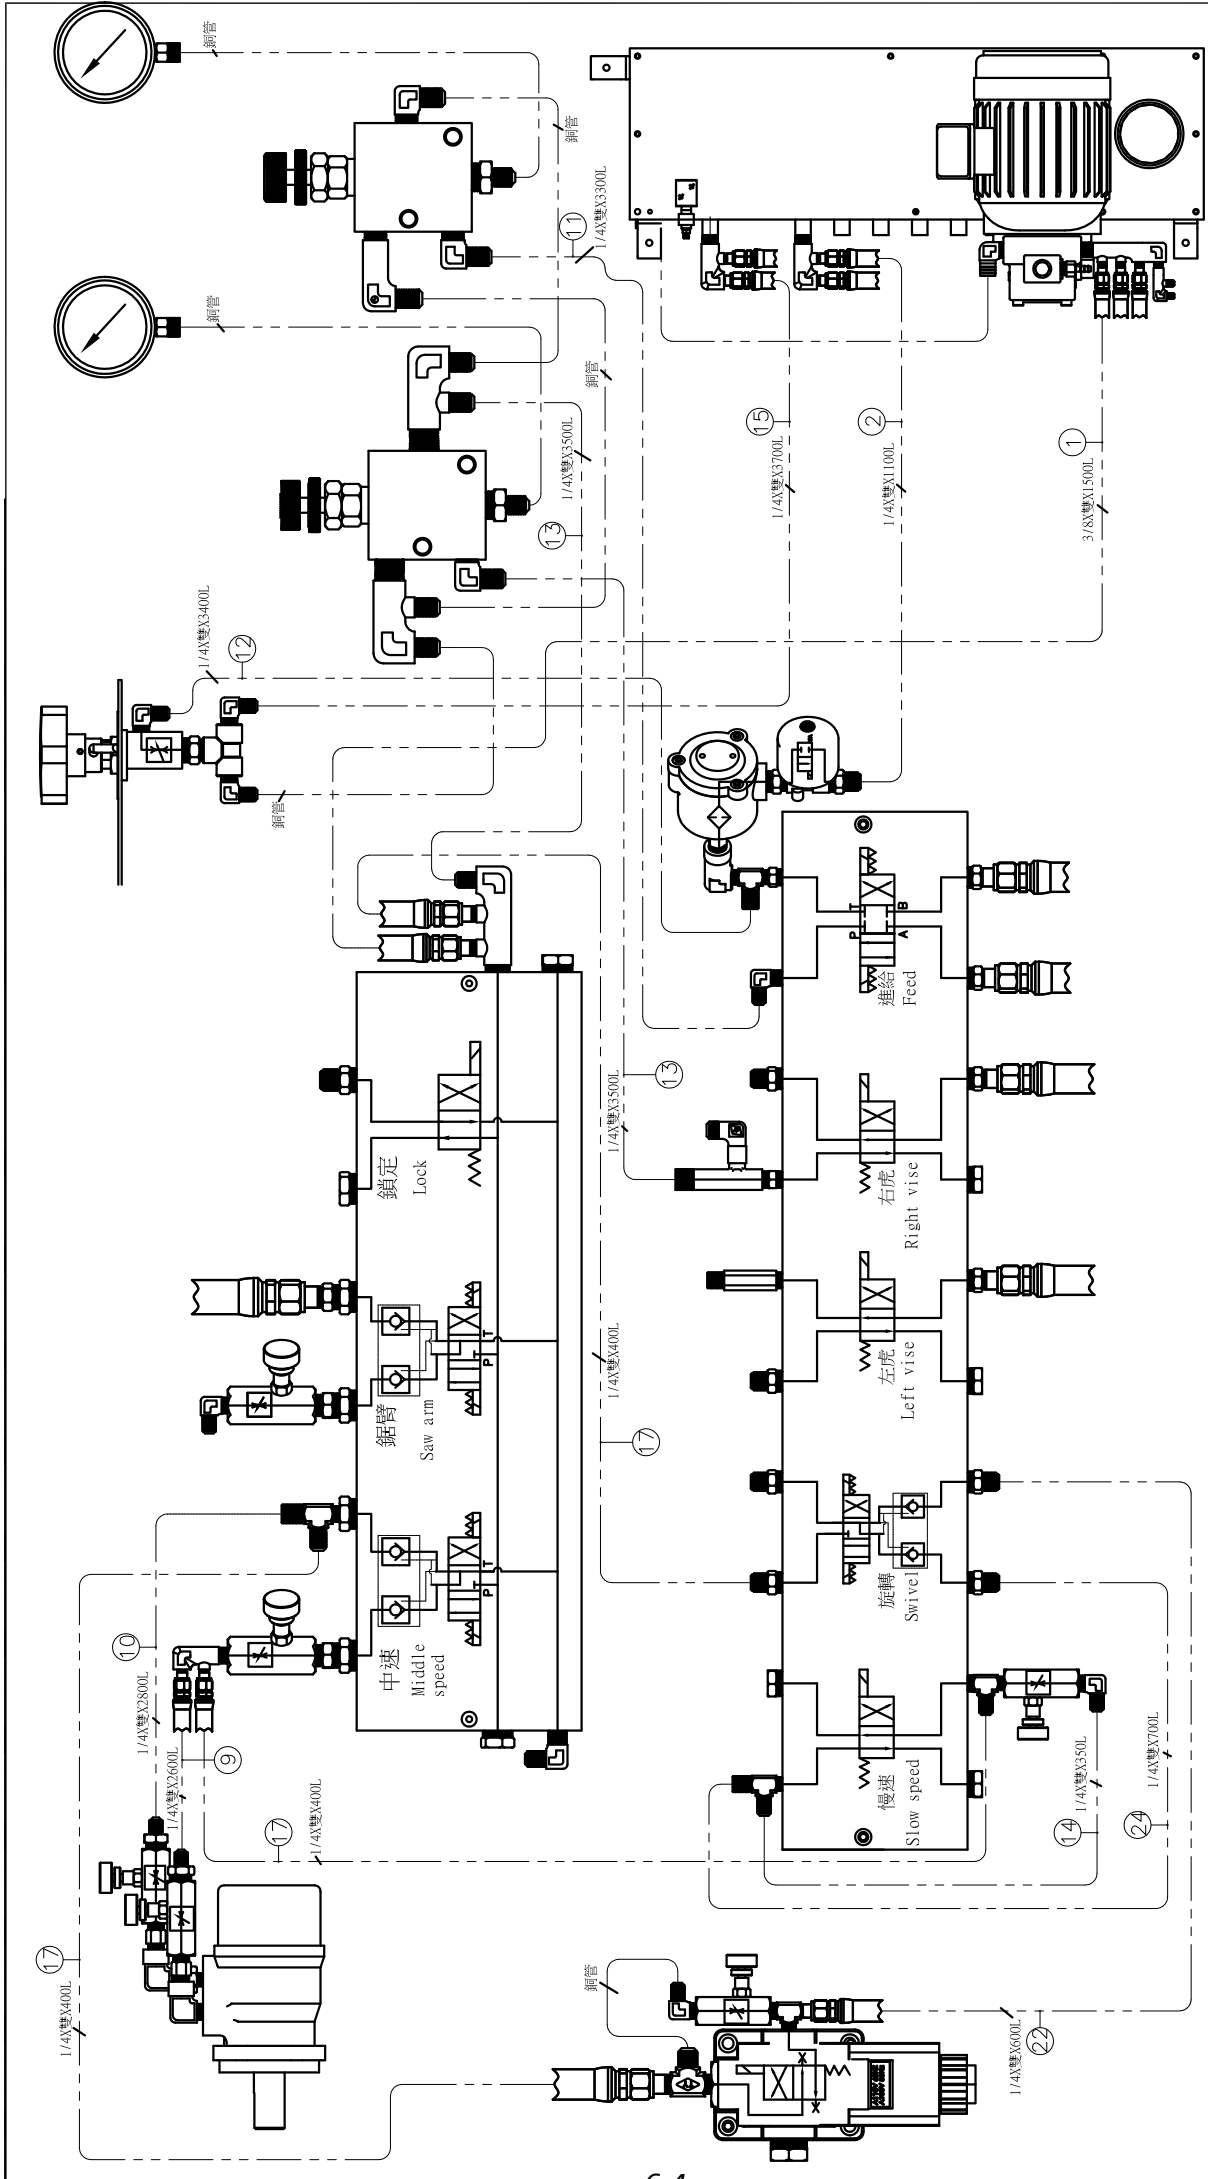 銅管
銅管
11
1/4X雙X3300L
銅管
銅管
15
1/4X雙X3700L
2
1/4X雙X1100L
1
3/8X雙X1500L
1/4X雙X3500L
13
1/4X雙X3400L
12
銅管
鎖定
Lock
鋸臂
Saw arm
P
T
中速
Middle
speed
P
T
1/4X雙X3500L
13
1/4X雙X400L
17
進給
Feed
P
T
A
B
右虎
Right vise
左虎
Left vise
旋轉
Swivel
慢速
Slow speed
10
1/4X雙X2800L
9
1/4X雙X2600L
17
1/4X雙X400L
17
1/4X雙X400L
14
1/4X雙X350L
24
1/4X雙X700L
銅管
22
1/4X雙X600L